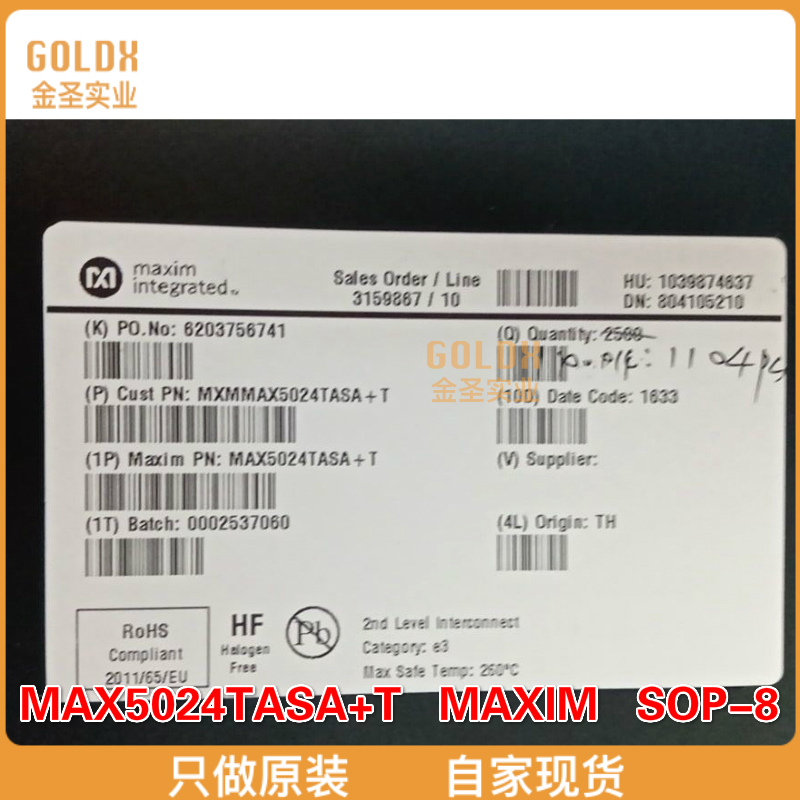 GOLDX
金圣实业
maxim
integrated™
Sales Order / Line
3159867 / 10
HU: 1039874637
DN: 804105210
(K) PO.No: 6203756741
(Q) Quantity: 2500
1104pcs
GOLDX
金圣实业
(P) Cust PN: MXMMAX5024TASA+T
(10D) Date Code: 1633
(1P) Maxim PN: MAX5024TASA+T
(V) Supplier:
(1T) Batch: 0002537060
(4L) Origin: TH
RoHS
Compliant
2011/65/EU
HF
Halogen
Free
Pb
2nd Level Interconnect
Category: e3
Max Safe Temp: 260°C
MAX5024TASA+T MAXIM SOP-8
只做原装 自家现货